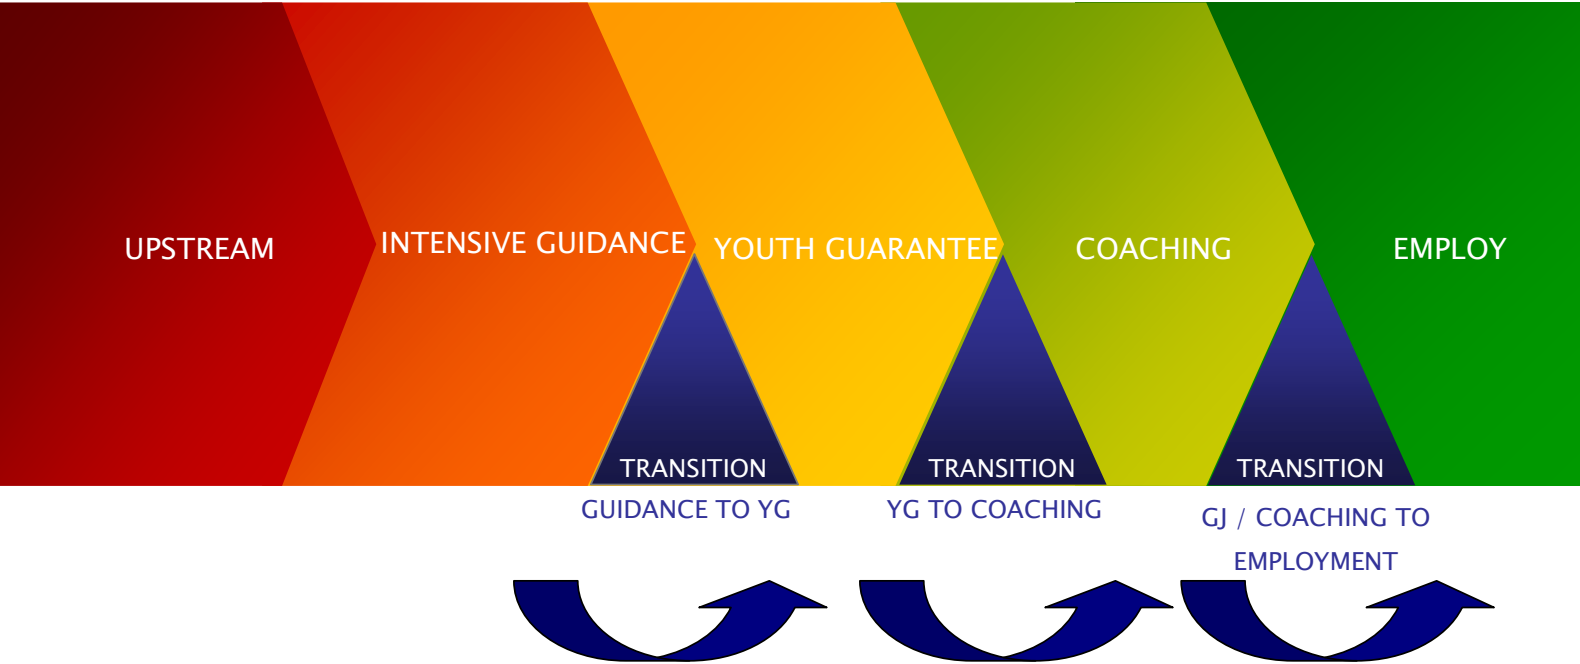 UPSTREAM
INTENSIVE GUIDANCE
YOUTH GUARANTEE
COACHING
EMPLOY
TRANSITION
GUIDANCE TO YG
TRANSITION
YG TO COACHING
TRANSITION
GJ / COACHING TO
EMPLOYMENT